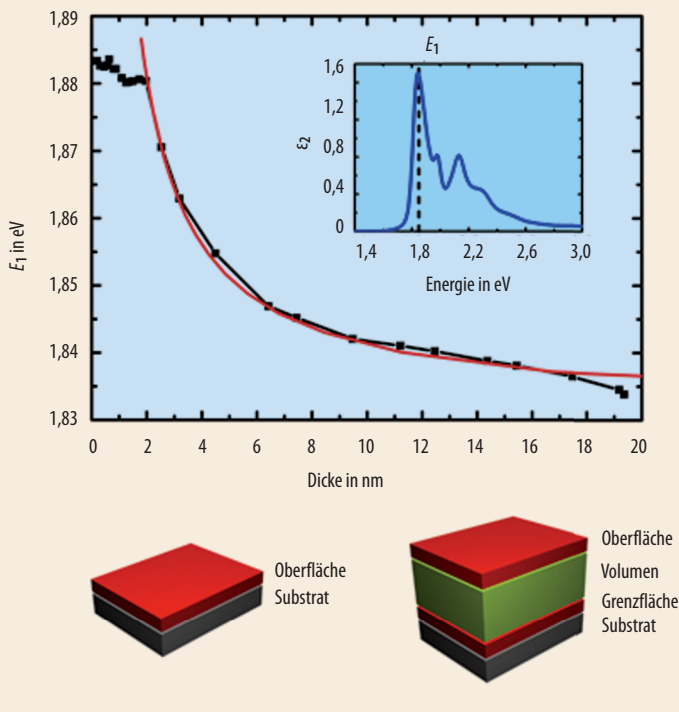 1,89
1,88
1,87
1,86
1,85
1,84
1,83
E1 in eV
0 2 4 6 8 10 12 14 16 18 20
Dicke in nm
E1
1,6
1,2
0,8
0,4
0
ε2
1,4 1,8 2,2 2,6 3,0
Energie in eV
Oberfläche
Substrat
Oberfläche
Volumen
Grenzfläche
Substrat